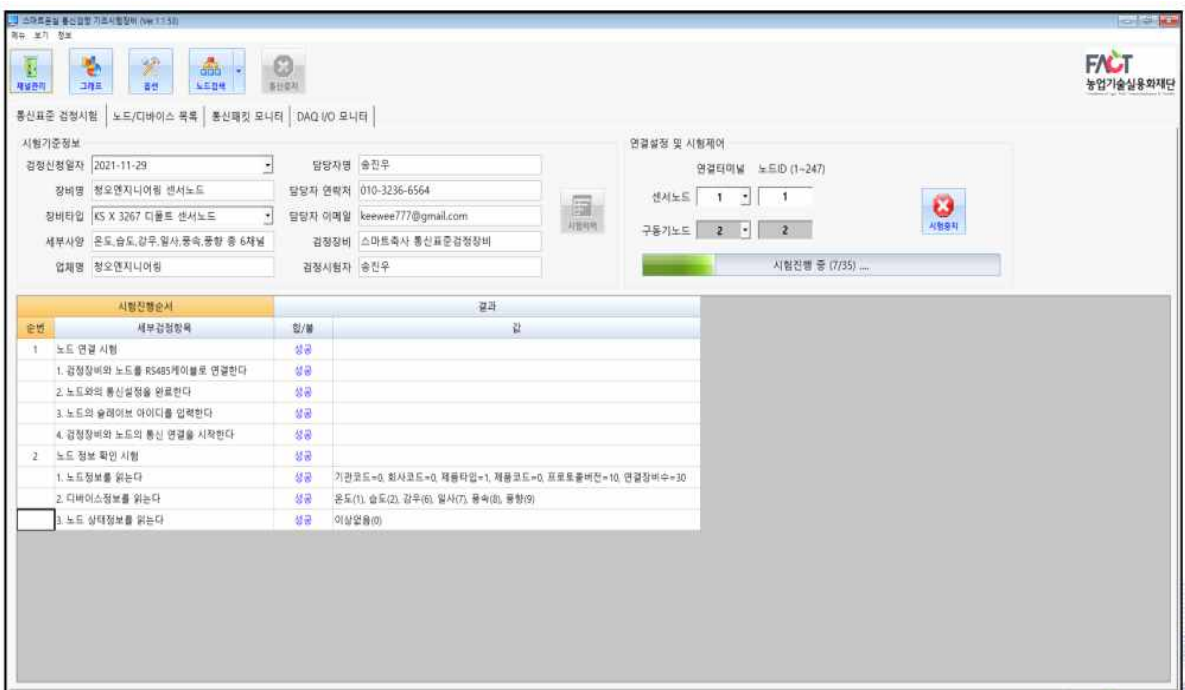 스마트온실 통신검정 기초시험장비 (Ver 1.1.53)
메뉴 보기 정보
채널관리 그래프 옵션 노드검색 통신중지
FACT
농업기술실용화재단
통신표준 검정시험 노드/디바이스 목록 통신패킷 모니터 DAQ I/O 모니터
시험기준정보 연결설정 및 시험제어
검정신청일자 2021-11-29 담당자명 송진우 연결터미널 노드ID (1~247)
장비명 청오엔지니어링 센서노드 담당자 연락처 010-3236-6564 센서노드 1 1
장비타입 KS X 3267 디폴트 센서노드 담당자 이메일 keewee777@gmail.com 시험이력 구동기노드 2 2 시험중지
세부사양 온도,습도,강우,일사,풍속,풍향 중 6채널 검정장비 스마트축사 통신표준검정장비
업체명 청오엔지니어링 검정시험자 송진우 시험진행 중 (7/35) ....
시험진행순서 결과
순번 세부검정항목 합/불 값
1 노드 연결 시험 성공
1. 검정장비와 노드를 RS485케이블로 연결한다 성공
2. 노드와의 통신설정을 완료한다 성공
3. 노드의 슬레이브 아이디를 입력한다 성공
4. 검정장비와 노드의 통신 연결을 시작한다 성공
2 노드 정보 확인 시험 성공
1. 노드정보를 읽는다 성공 기관코드=0, 회사코드=0, 제품타입=1, 제품코드=0, 프로토콜버전=10, 연결장비수=30
2. 디바이스정보를 읽는다 성공 온도(1), 습도(2), 강우(6), 일사(7), 풍속(8), 풍향(9)
3. 노드 상태정보를 읽는다 성공 이상없음(0)